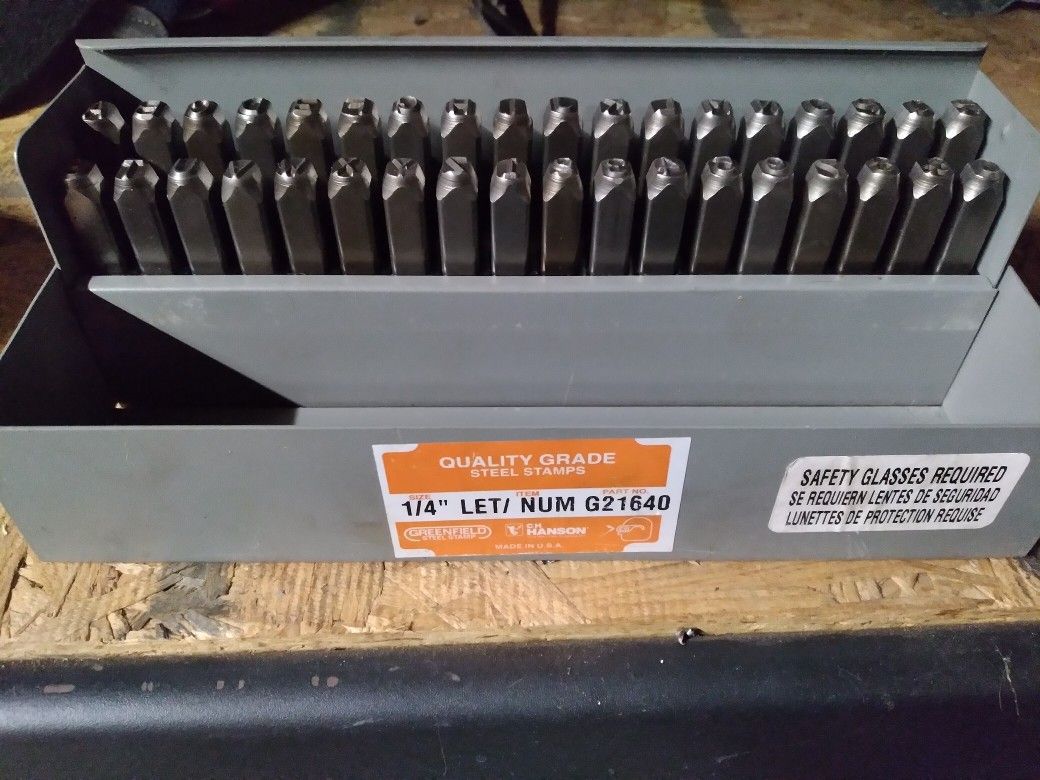 QUALITY GRADE
STEEL STAMPS
SIZE ITEM PART NO.
1/4" LET/ NUM G21640
GREENFIELD
STEEL STAMP
C.H.
HANSON
MADE IN U.S.A.
SAFETY GLASSES REQUIRED
SE REQUIERN LENTES DE SEGURIDAD
LUNETTES DE PROTECTION REQUISE